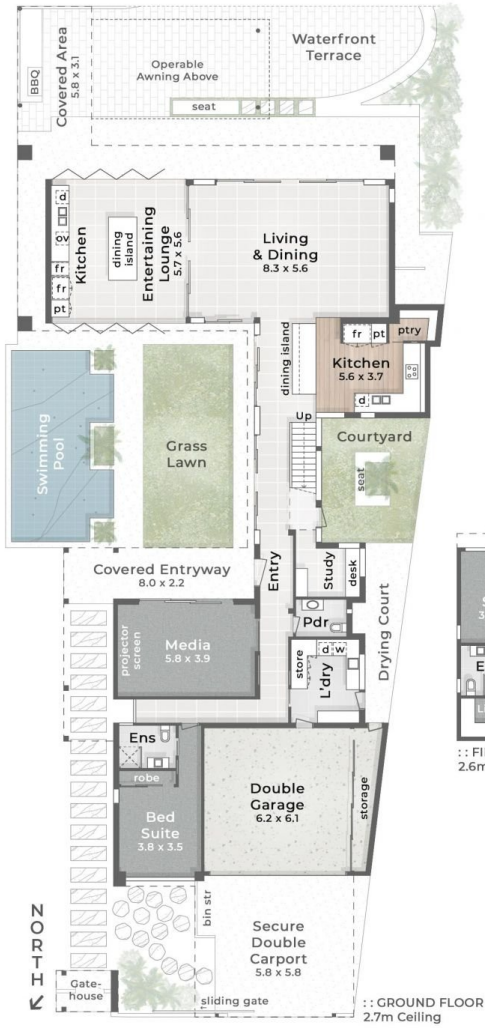 Covered Area
5.8 x 3.1
BBQ
Operable
Awning Above
Waterfront
Terrace
seat
d
ov
fr
fr
pt
Kitchen
dining
island
Entertaining
Lounge
5.7 x 5.6
Living
& Dining
8.3 x 5.6
dining island
fr
pt
ptry
Kitchen
5.6 x 3.7
d
Up
Swimming
Pool
Grass
Lawn
Courtyard
seat
Covered Entryway
8.0 x 2.2
Entry
Study
desk
Pdr
Drying Court
projector
screen
Media
5.8 x 3.9
store
d
w
L'dry
Ens
robe
Bed
Suite
3.8 x 3.5
Double
Garage
6.2 x 6.1
storage
bin str
Secure
Double
Carport
5.8 x 5.8
NORTH
Gate-
house
sliding gate
:: GROUND FLOOR
2.7m Ceiling